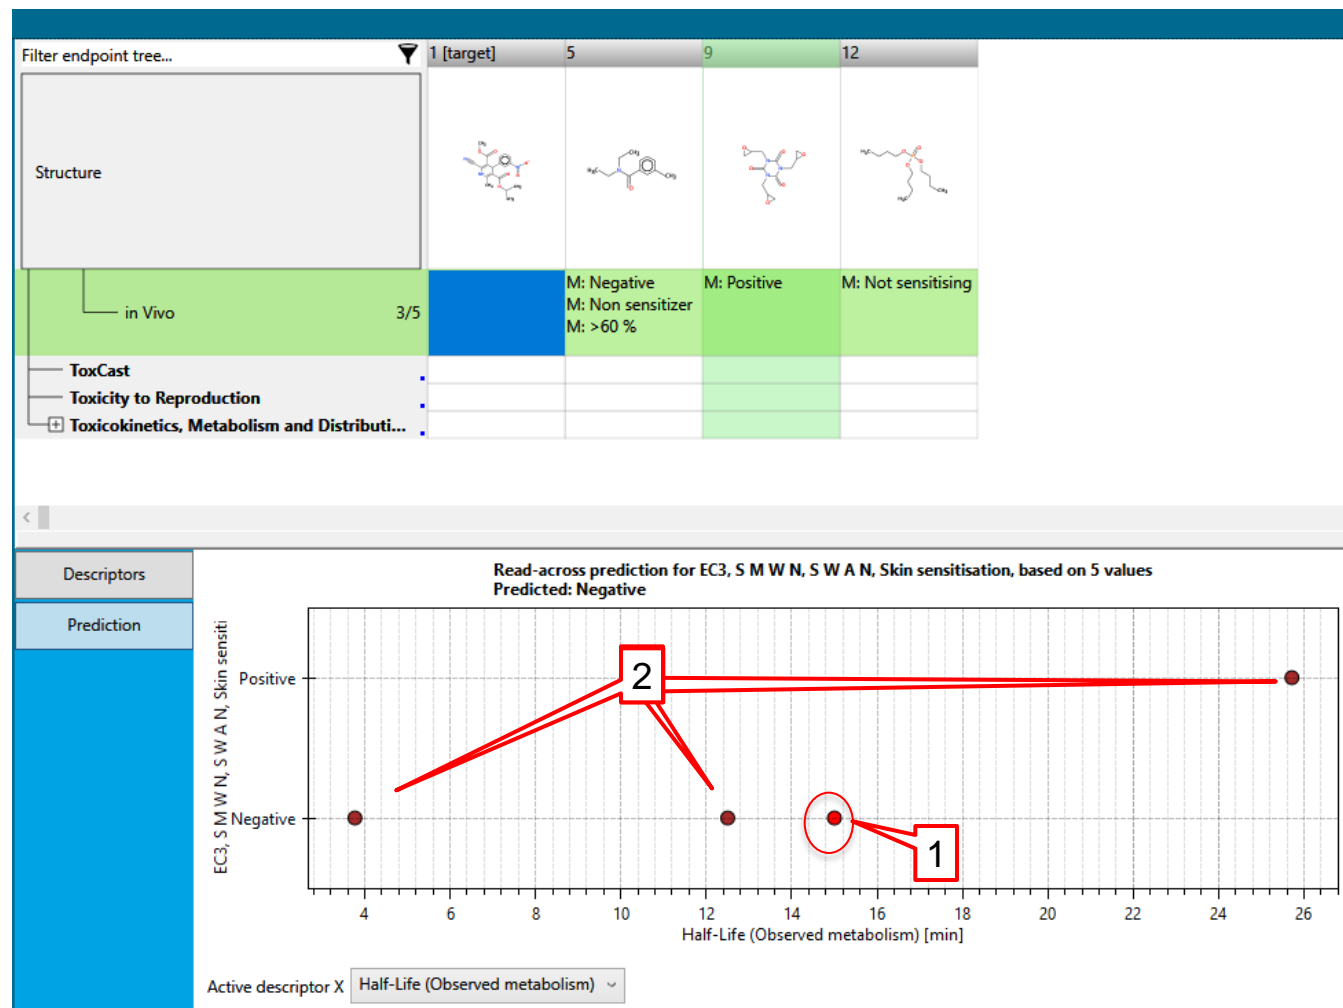 Filter endpoint tree...
1 [target]
5
9
12
Structure
in Vivo
3/5
M: Negative
M: Non sensitizer
M: >60 %
M: Positive
M: Not sensitising
ToxCast
Toxicity to Reproduction
Toxicokinetics, Metabolism and Distributi...
Descriptors
Prediction
Read-across prediction for EC3, S M W N, S W A N, Skin sensitisation, based on 5 values
Predicted: Negative
EC3, S M W N, S W A N, Skin sensiti
Positive
Negative
2
1
4 6 8 10 12 14 16 18 20 22 24 26
Half-Life (Observed metabolism) [min]
Active descriptor X
Half-Life (Observed metabolism)